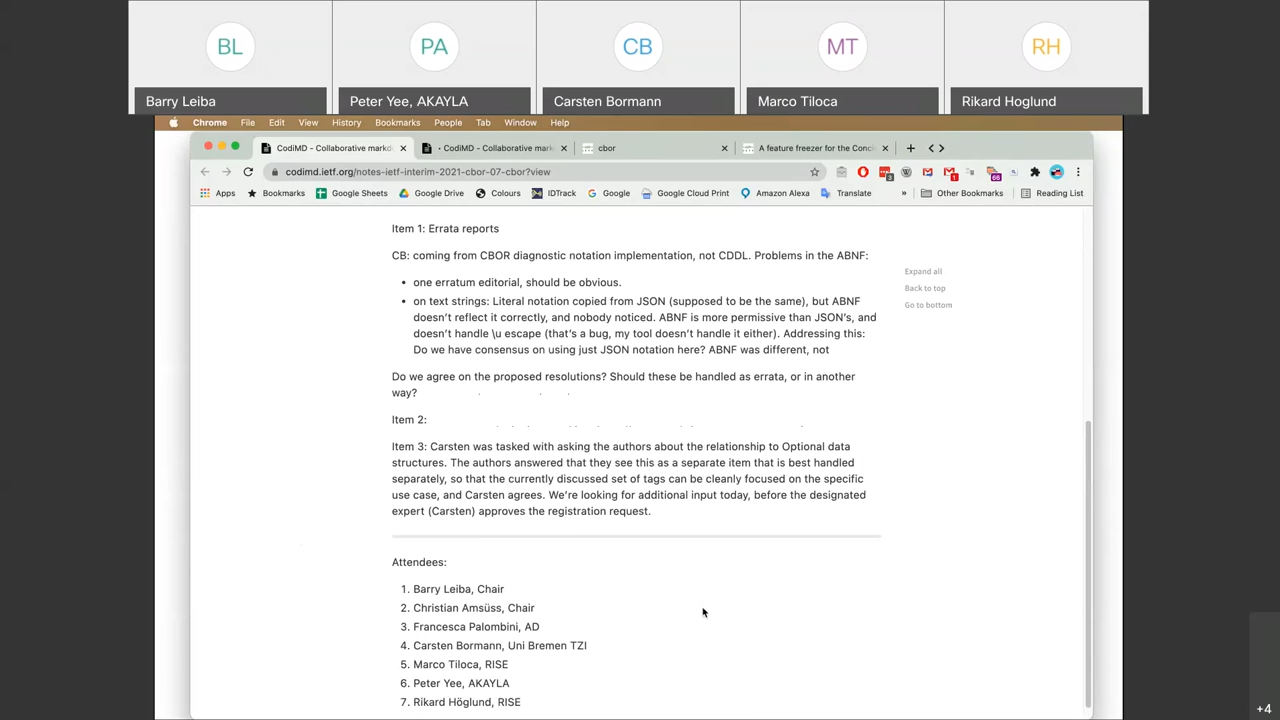 BL
PA
CB
MT
RH
Barry Leiba
Peter Yee, AKAYLA
Carsten Bormann
Marco Tiloca
Rikard Hoglund
Chrome File Edit View History Bookmarks People Tab Window Help
CodiMD - Collaborative markd
· CodiMD - Collaborative mark
cbor
A feature freezer for the Conci
codimd.ietf.org/notes-ietf-interim-2021-cbor-07-cbor?view
Apps Bookmarks Google Sheets Google Drive Colours IDTrack Google Google Cloud Print Amazon Alexa Translate » Other Bookmarks Reading List
Item 1: Errata reports
CB: coming from CBOR diagnostic notation implementation, not CDDL. Problems in the ABNF:
• one erratum editorial, should be obvious.
• on text strings: Literal notation copied from JSON (supposed to be the same), but ABNF
doesn't reflect it correctly, and nobody noticed. ABNF is more permissive than JSON's, and
doesn't handle \u escape (that's a bug, my tool doesn't handle it either). Addressing this:
Do we have consensus on using just JSON notation here? ABNF was different, not
Do we agree on the proposed resolutions? Should these be handled as errata, or in another
way?
Item 2:
Item 3: Carsten was tasked with asking the authors about the relationship to Optional data
structures. The authors answered that they see this as a separate item that is best handled
separately, so that the currently discussed set of tags can be cleanly focused on the specific
use case, and Carsten agrees. We're looking for additional input today, before the designated
expert (Carsten) approves the registration request.
Expand all
Back to top
Go to bottom
Attendees:
1. Barry Leiba, Chair
2. Christian Amsüss, Chair
3. Francesca Palombini, AD
4. Carsten Bormann, Uni Bremen TZI
5. Marco Tiloca, RISE
6. Peter Yee, AKAYLA
7. Rikard Höglund, RISE
+4